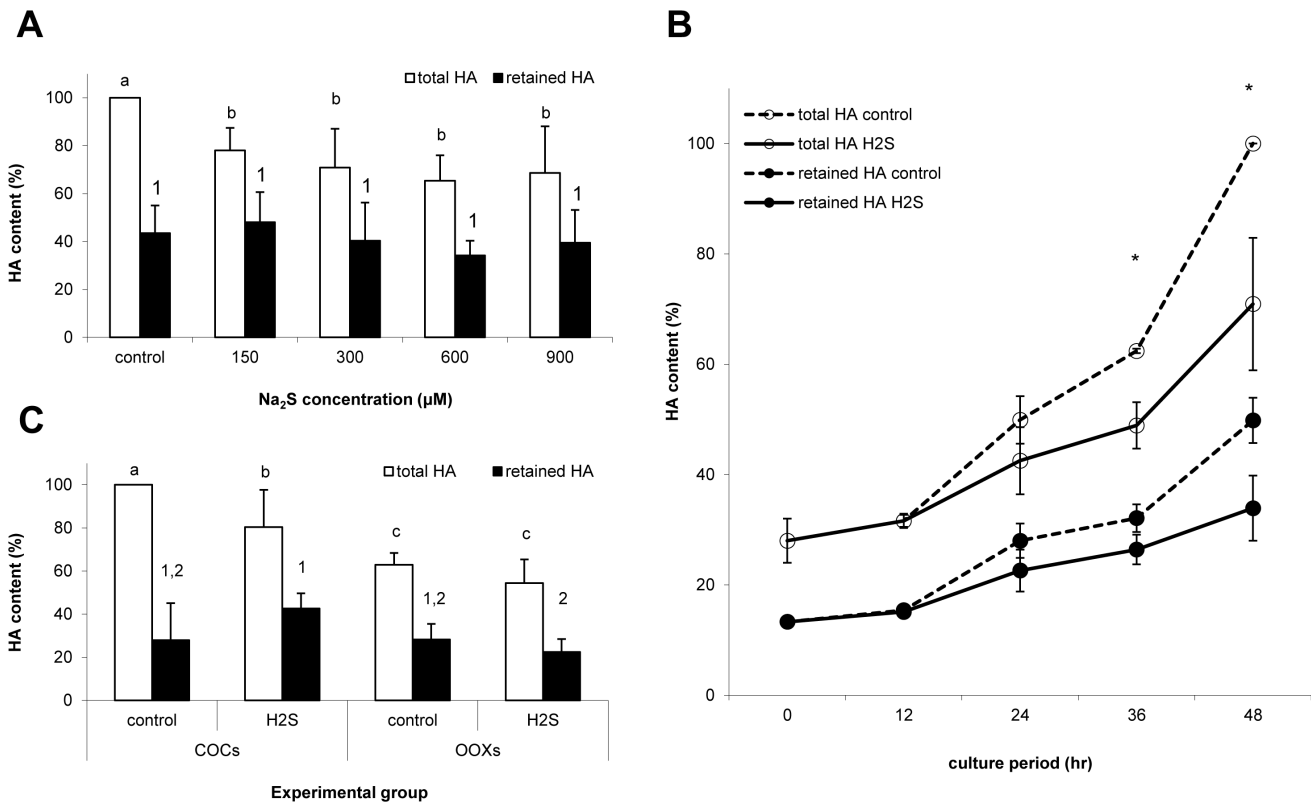 A
total HA retained HA
HA content (%)
100
80
60
40
20
0
a b b b b
1 1 1 1 1
control 150 300 600 900
Na₂S concentration (µM)
B
total HA control
total HA H2S
retained HA control
retained HA H2S
HA content (%)
100
80
60
40
20
0
* *
0 12 24 36 48
culture period (hr)
C
total HA retained HA
HA content (%)
100
80
60
40
20
0
a b c c
1,2 1 1,2 2
control H2S control H2S
COCs OOXs
Experimental group